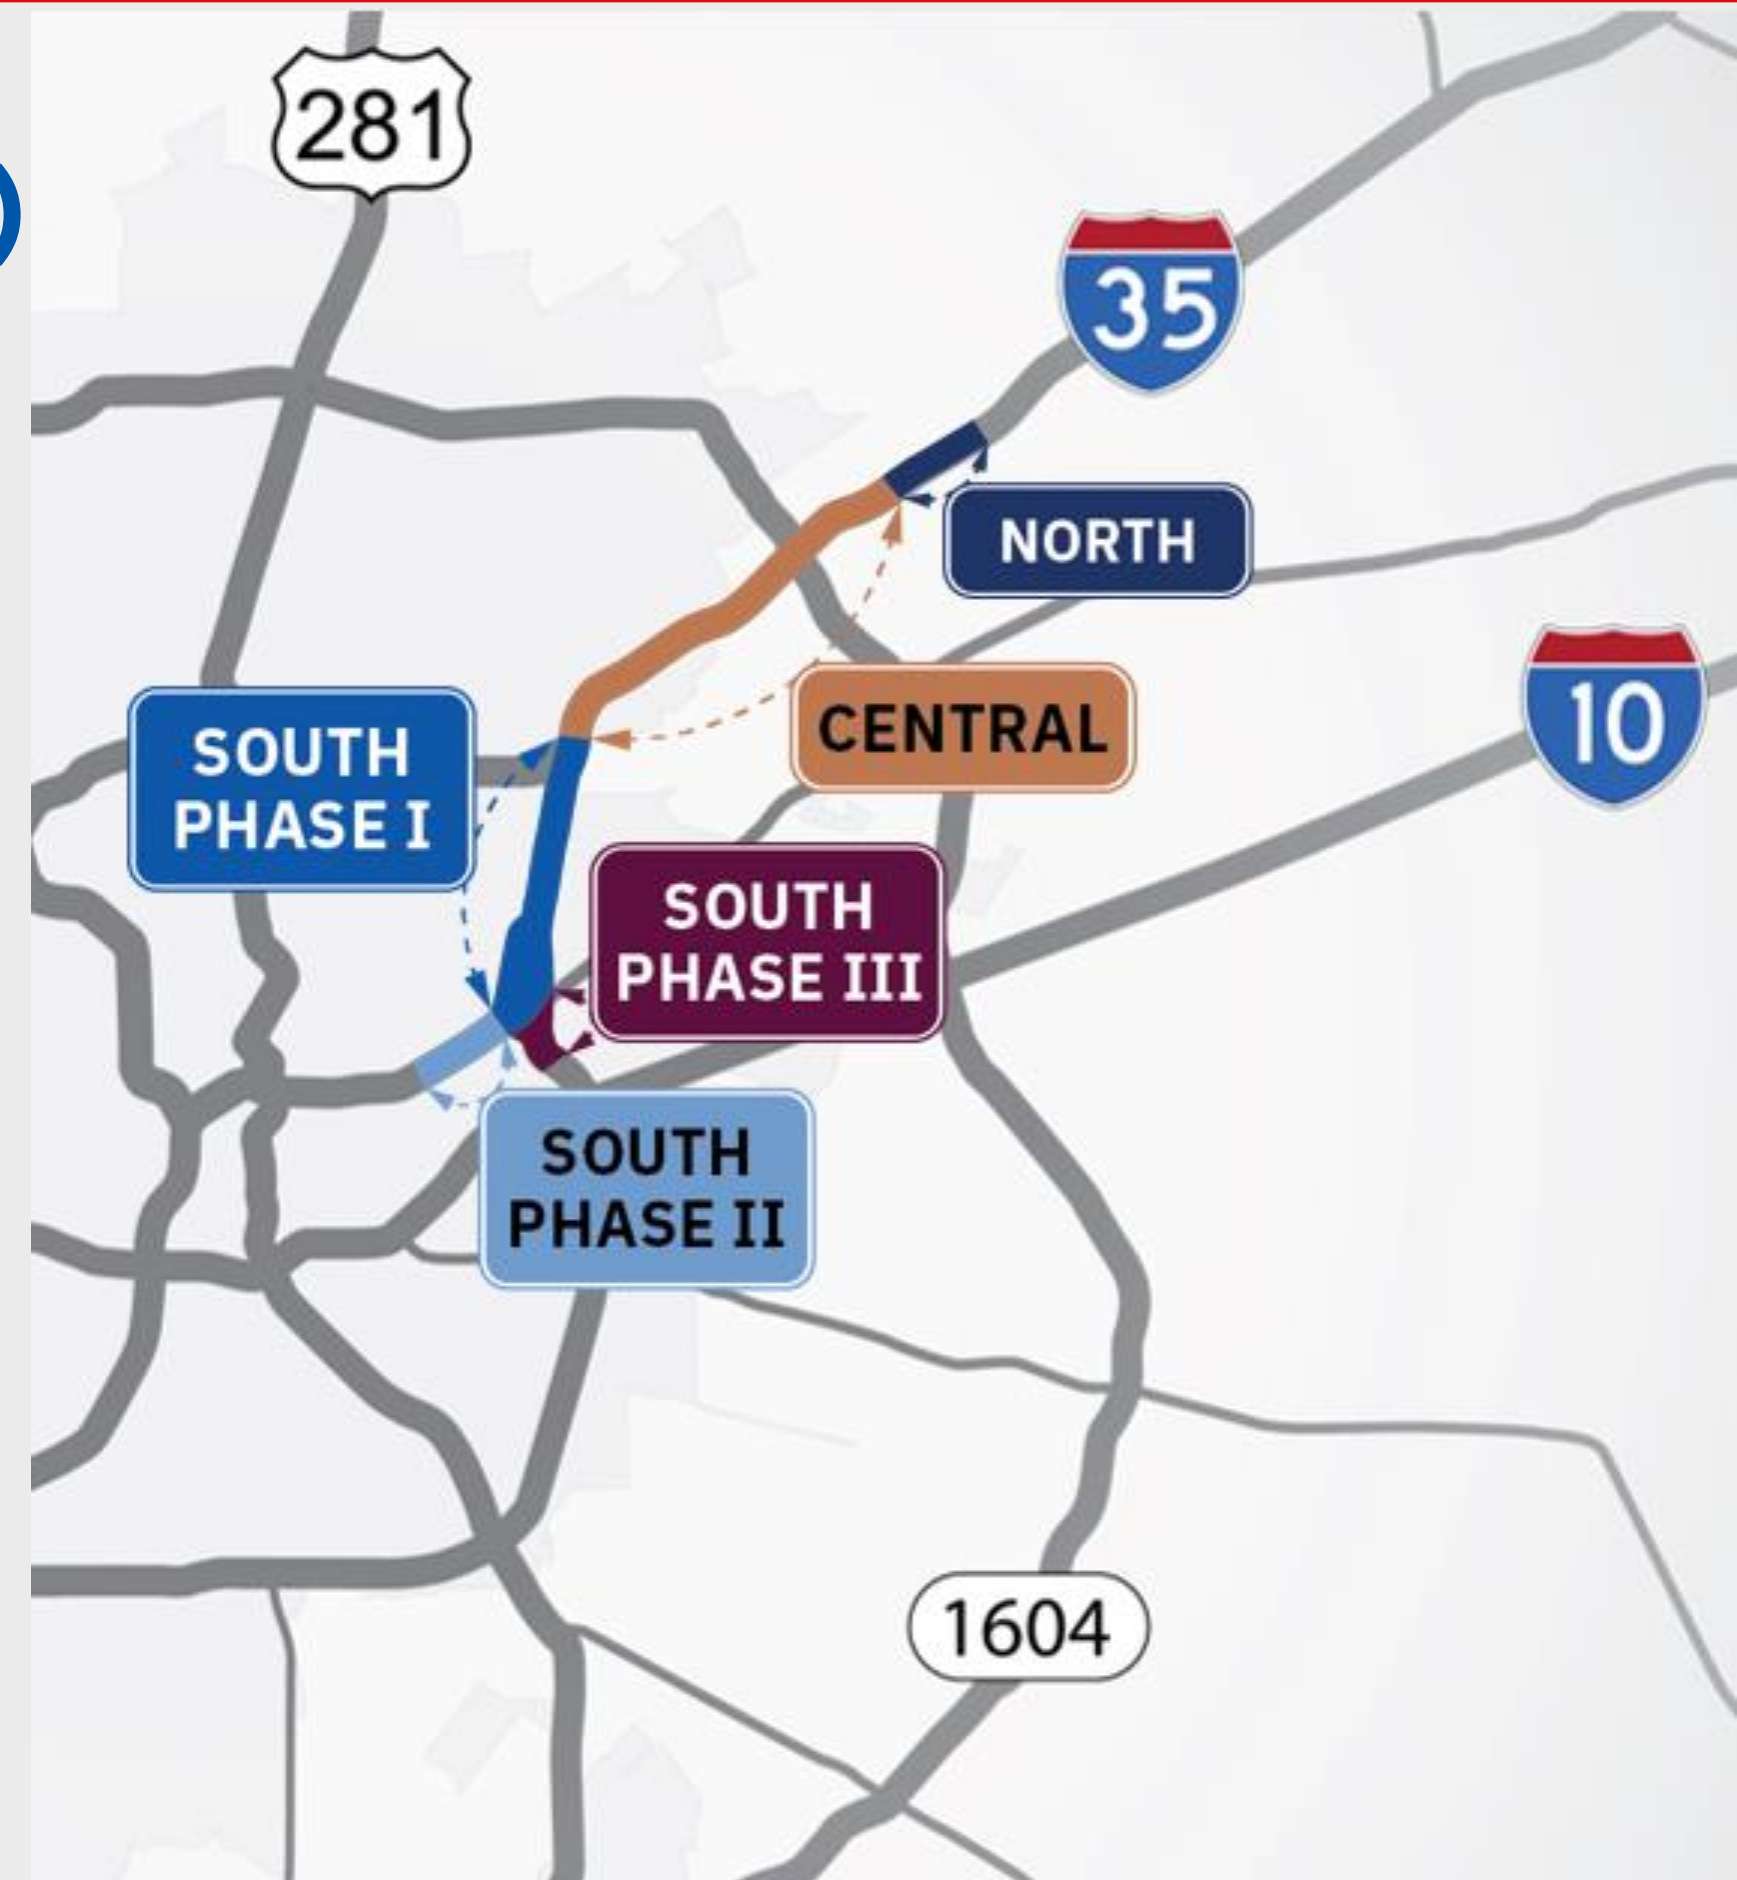 281
35
NORTH
10
CENTRAL
SOUTH
PHASE I
SOUTH
PHASE III
SOUTH
PHASE II
1604